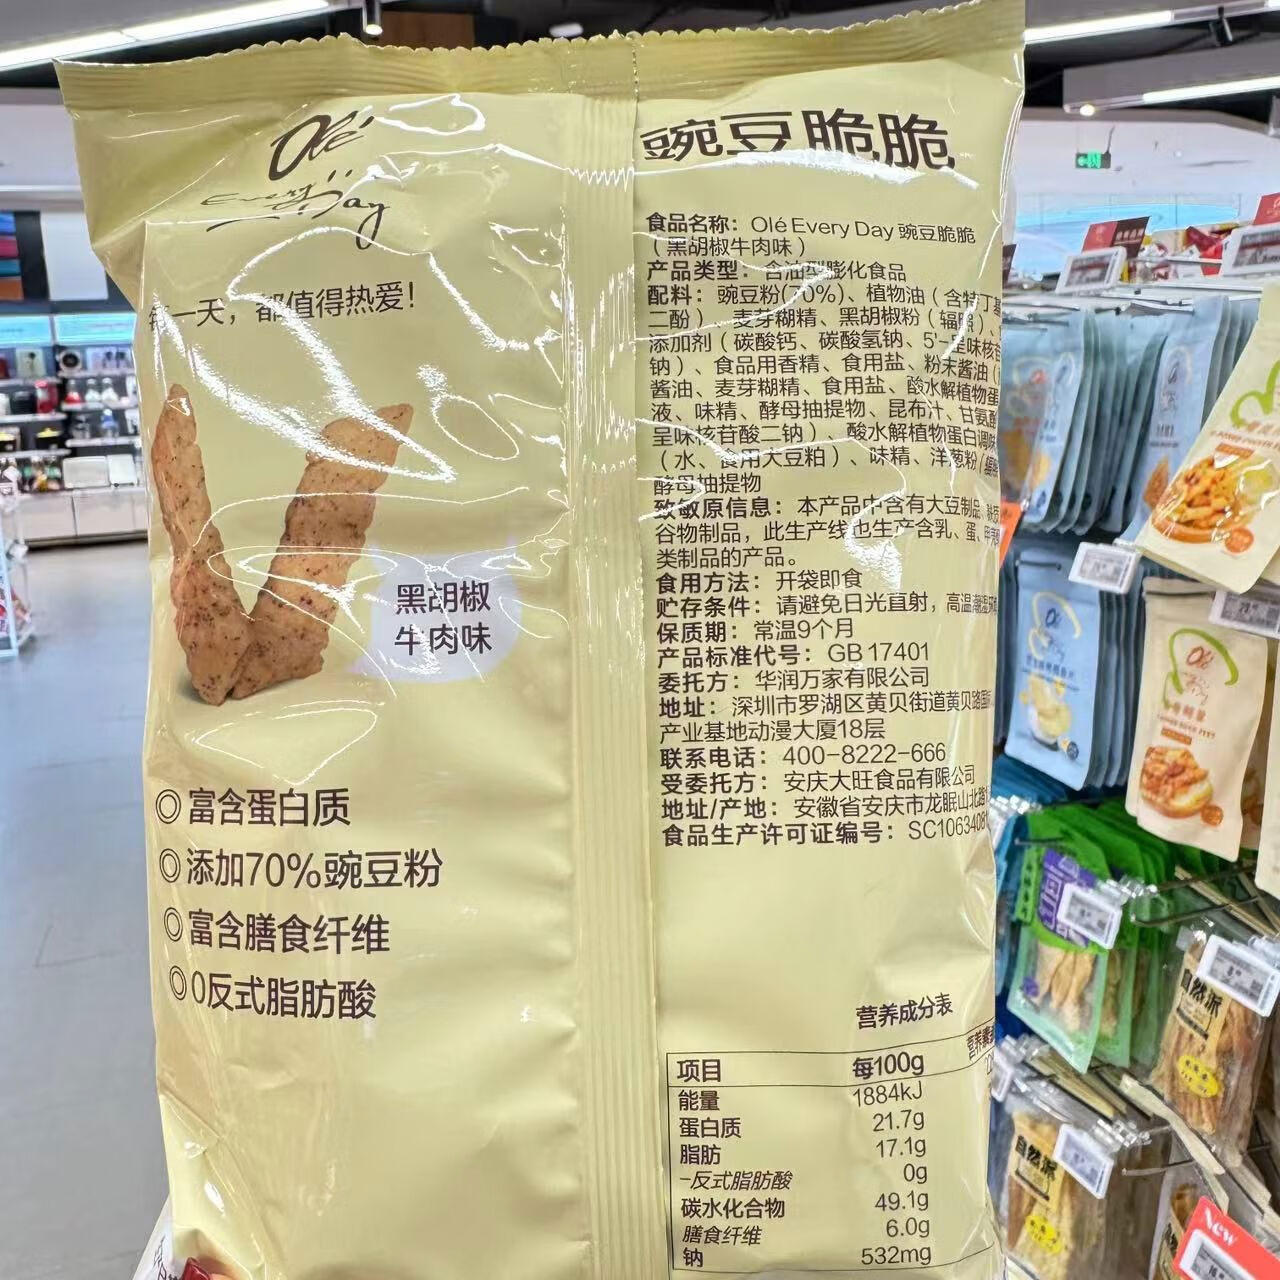 Olé
Every Day
每一天，都值得热爱！
黑胡椒
牛肉味
◎富含蛋白质
◎添加70%豌豆粉
◎富含膳食纤维
◎0反式脂肪酸
豌豆脆脆
食品名称：Olé Every Day 豌豆脆脆
（黑胡椒牛肉味）
产品类型：含油型膨化食品
配料：豌豆粉(70%)、植物油（含特丁基
二酚）、麦芽糊精、黑胡椒粉（辐照）、
添加剂（碳酸钙、碳酸氢钠、5'-呈味核苷
钠）、食品用香精、食用盐、粉末酱油（
酱油、麦芽糊精、食用盐、酸水解植物蛋
液、味精、酵母抽提物、昆布汁、甘氨酸
呈味核苷酸二钠）、酸水解植物蛋白调味
（水、食用大豆粕）、味精、洋葱粉（
酵母抽提物
致敏原信息：本产品中含有大豆制品、
谷物制品，此生产线也生产含乳、蛋、甲壳
类制品的产品。
食用方法：开袋即食
贮存条件：请避免日光直射，高温潮湿环境
保质期：常温9个月
产品标准代号：GB 17401
委托方：华润万家有限公司
地址：深圳市罗湖区黄贝街道黄贝路国
产业基地动漫大厦18层
联系电话：400-8222-666
受委托方：安庆大旺食品有限公司
地址/产地：安徽省安庆市龙眠山北路
食品生产许可证编号：SC10634081
营养成分表
项目 每100g 营养素
能量 1884kJ
蛋白质 21.7g
脂肪 17.1g
-反式脂肪酸 0g
碳水化合物 49.1g
膳食纤维 6.0g
钠 532mg
Olé
Olé
Olé
自然派
自然派
New